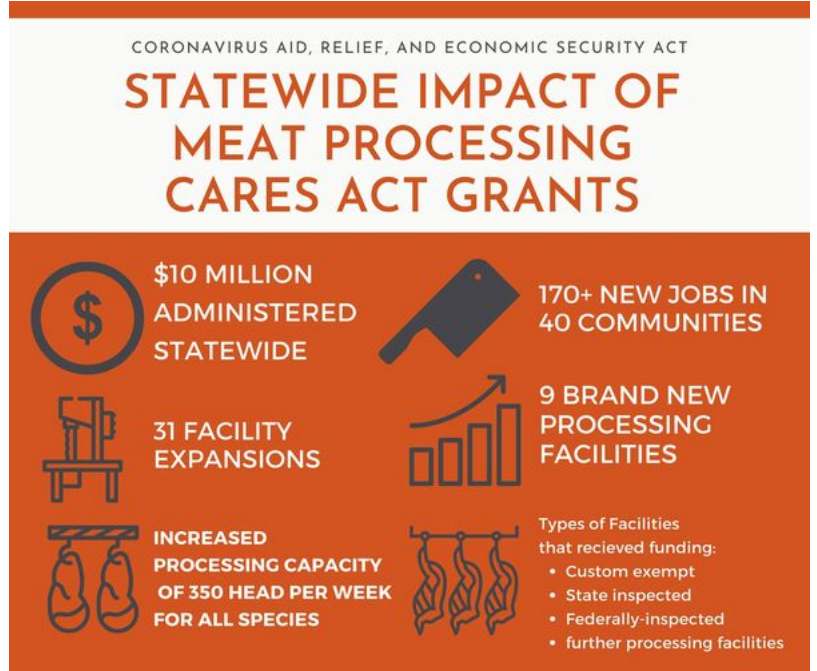 CORONAVIRUS AID, RELIEF, AND ECONOMIC SECURITY ACT
STATEWIDE IMPACT OF
MEAT PROCESSING
CARES ACT GRANTS
$
$10 MILLION
ADMINISTERED
STATEWIDE
170+ NEW JOBS IN
40 COMMUNITIES
31 FACILITY
EXPANSIONS
9 BRAND NEW
PROCESSING
FACILITIES
INCREASED
PROCESSING CAPACITY
OF 350 HEAD PER WEEK
FOR ALL SPECIES
Types of Facilities
that recieved funding:
• Custom exempt
• State inspected
• Federally-inspected
• further processing facilities